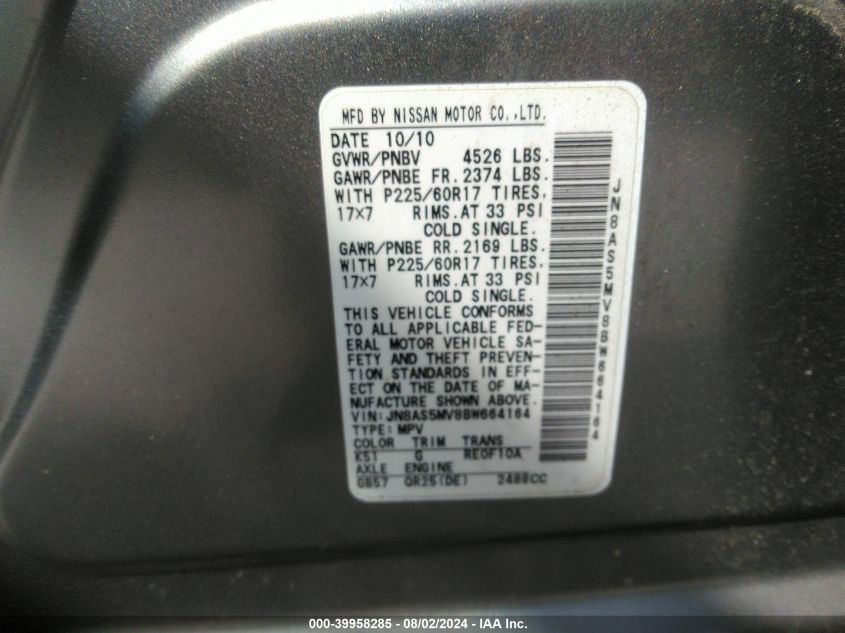 MFD BY NISSAN MOTOR CO.,LTD.
DATE 10/10
GVWR/PNBV 4526 LBS.
GAWR/PNBE FR. 2374 LBS.
WITH P225/60R17 TIRES,
17×7 RIMS.AT 33 PSI
COLD SINGLE.
GAWR/PNBE RR. 2169 LBS.
WITH P225/60R17 TIRES,
17×7 RIMS.AT 33 PSI
COLD SINGLE.
THIS VEHICLE CONFORMS
TO ALL APPLICABLE FED-
ERAL MOTOR VEHICLE SA-
FETY AND THEFT PREVEN-
TION STANDARDS IN EFF-
ECT ON THE DATE OF MA-
NUFACTURE SHOWN ABOVE.
VIN: JN8AS5MV8BW664164
TYPE: MPV
COLOR TRIM TRANS
K51 G RE0F10A
AXLE ENGINE
GB57 QR25(DE) 2488CC
JN8AS5MV8BW664164
000-39958285 - 08/02/2024 - IAA Inc.